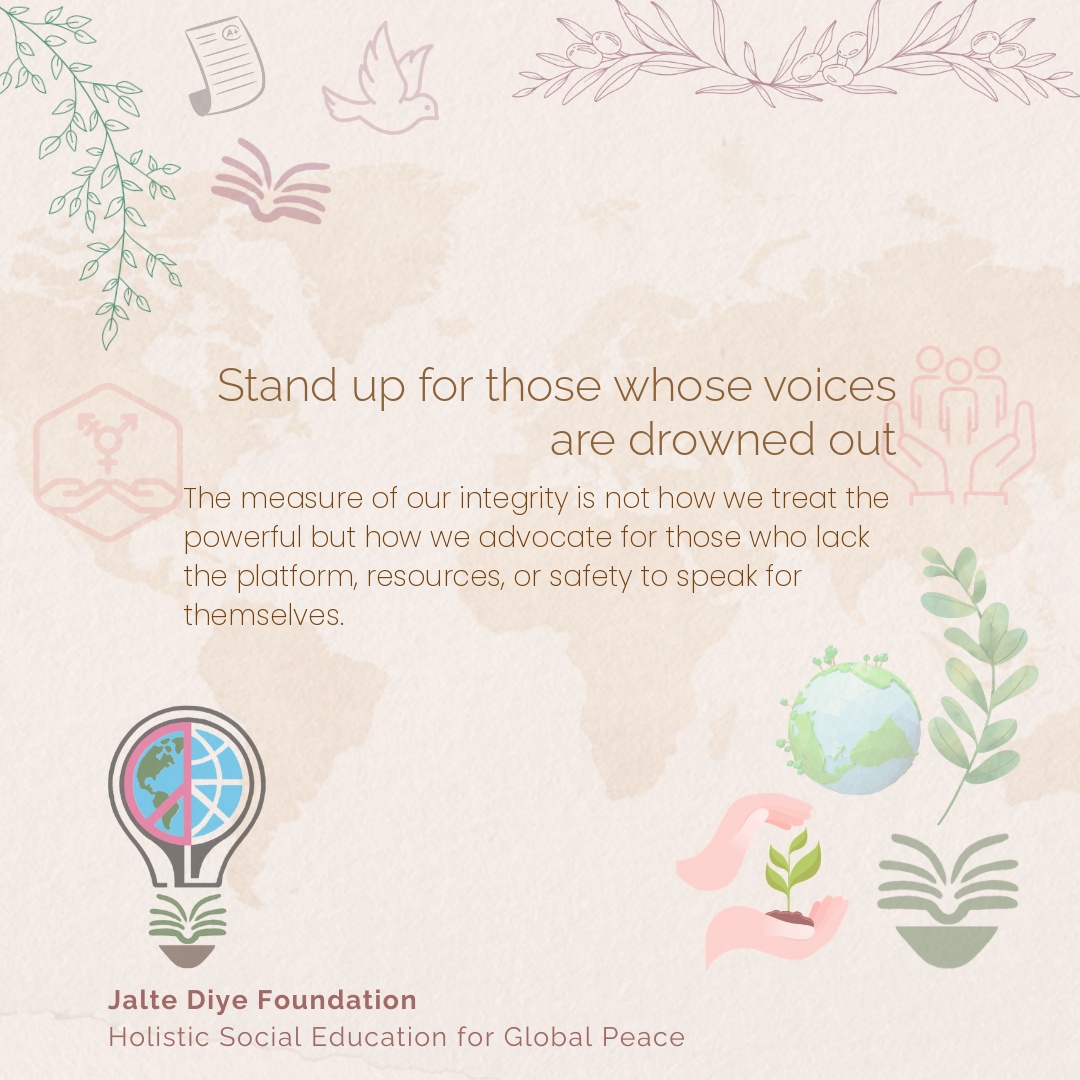 A+
Stand up for those whose voices
are drowned out
The measure of our integrity is not how we treat the
powerful but how we advocate for those who lack
the platform, resources, or safety to speak for
themselves.
Jalte Diye Foundation
Holistic Social Education for Global Peace